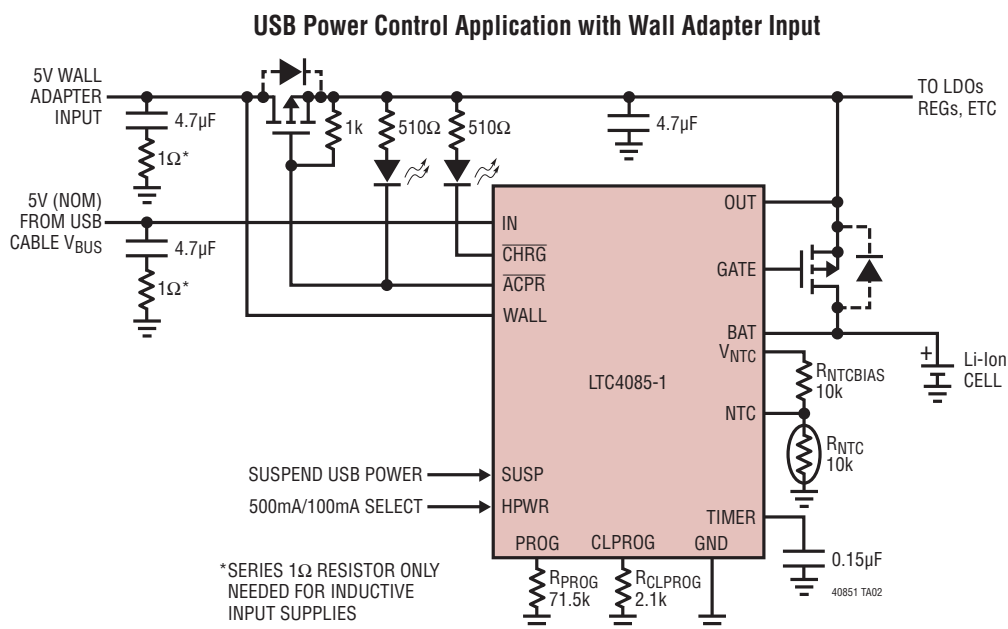 USB Power Control Application with Wall Adapter Input
5V WALL
ADAPTER
INPUT
4.7µF
1Ω*
1k
510Ω
510Ω
4.7µF
TO LDOs
REGs, ETC
5V (NOM)
FROM USB
CABLE VBUS
4.7µF
1Ω*
IN
CHRG
ACPR
WALL
OUT
GATE
BAT
VNTC
NTC
LTC4085-1
RNTCBIAS
10k
RNTC
10k
+
Li-Ion
CELL
SUSPEND USB POWER
SUSP
500mA/100mA SELECT
HPWR
TIMER
PROG
CLPROG
GND
0.15µF
RPROG
71.5k
RCLPROG
2.1k
*SERIES 1Ω RESISTOR ONLY
NEEDED FOR INDUCTIVE
INPUT SUPPLIES
40851 TA02